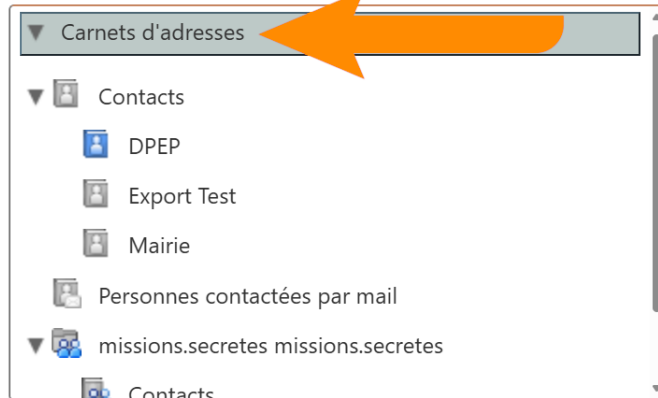 Carnets d'adresses
Contacts
DPEP
Export Test
Mairie
Personnes contactées par mail
missions.secretes missions.secretes
Contacts